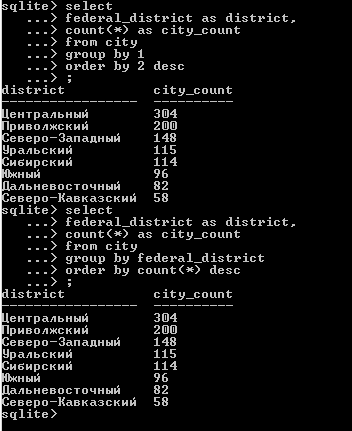 sqlite> select
   ...> federal_district as district,
   ...> count(*) as city_count
   ...> from city
   ...> group by 1
   ...> order by 2 desc
   ...> ;
district           city_count
-----------------  ----------
Центральный        304
Приволжский        200
Северо-Западный    148
Уральский          115
Сибирский          114
Южный              96
Дальневосточный    82
Северо-Кавказский  58
sqlite> select
   ...> federal_district as district,
   ...> count(*) as city_count
   ...> from city
   ...> group by federal_district
   ...> order by count(*) desc
   ...> ;
district           city_count
-----------------  ----------
Центральный        304
Приволжский        200
Северо-Западный    148
Уральский          115
Сибирский          114
Южный              96
Дальневосточный    82
Северо-Кавказский  58
sqlite>